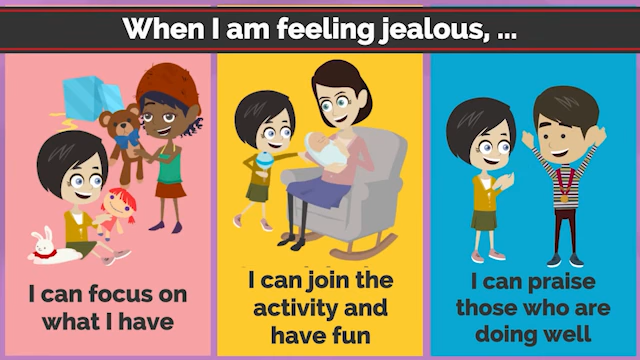 When I am feeling jealous, ...
I can focus on
what I have
I can join the
activity and
have fun
I can praise
those who are
doing well